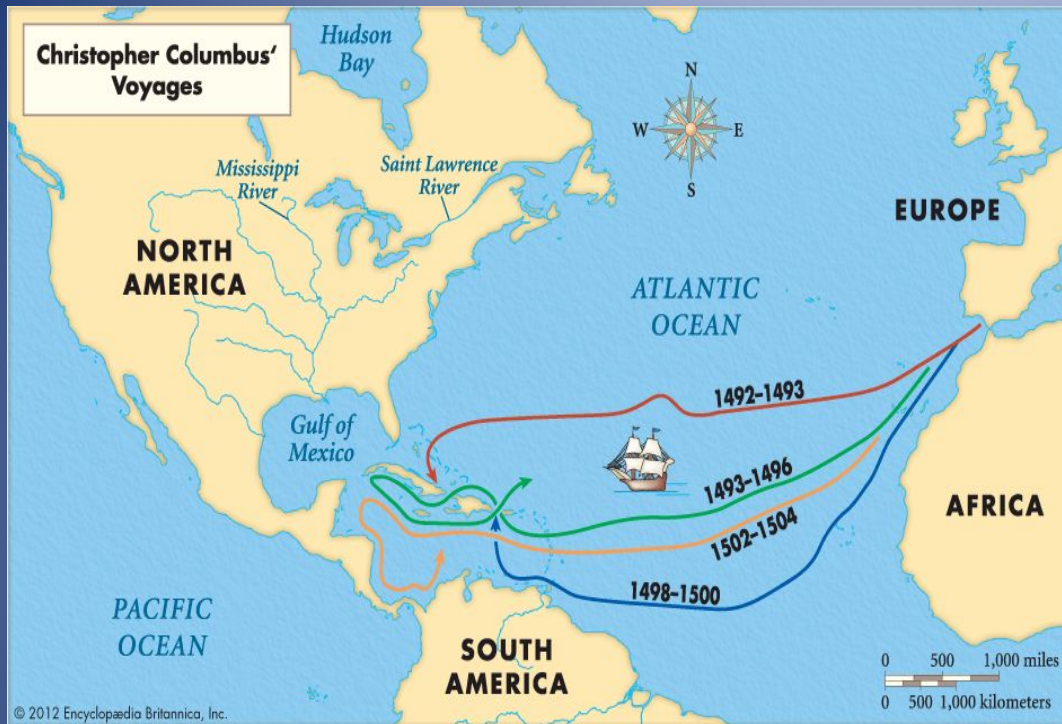 Christopher Columbus'
Voyages
Hudson
Bay
N
W
E
S
Mississippi
River
Saint Lawrence
River
EUROPE
NORTH
AMERICA
ATLANTIC
OCEAN
1492–1493
Gulf of
Mexico
1493–1496
AFRICA
1502–1504
1498–1500
PACIFIC
OCEAN
SOUTH
AMERICA
0 500 1,000 miles
0 500 1,000 kilometers
© 2012 Encyclopædia Britannica, Inc.